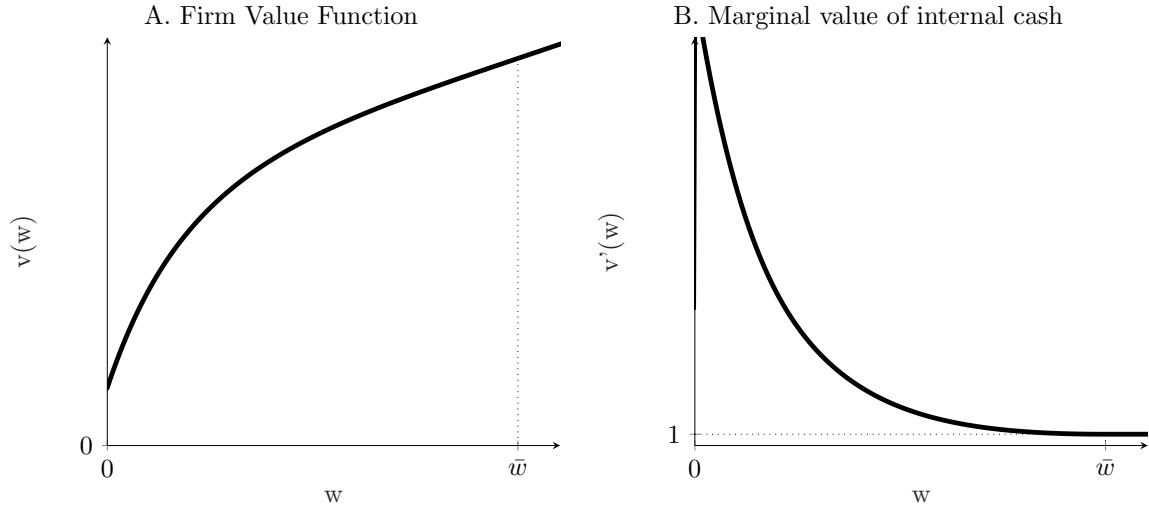 A. Firm Value Function
v(w)
0
0
w̄
w
B. Marginal value of internal cash
v'(w)
1
0
w̄
w